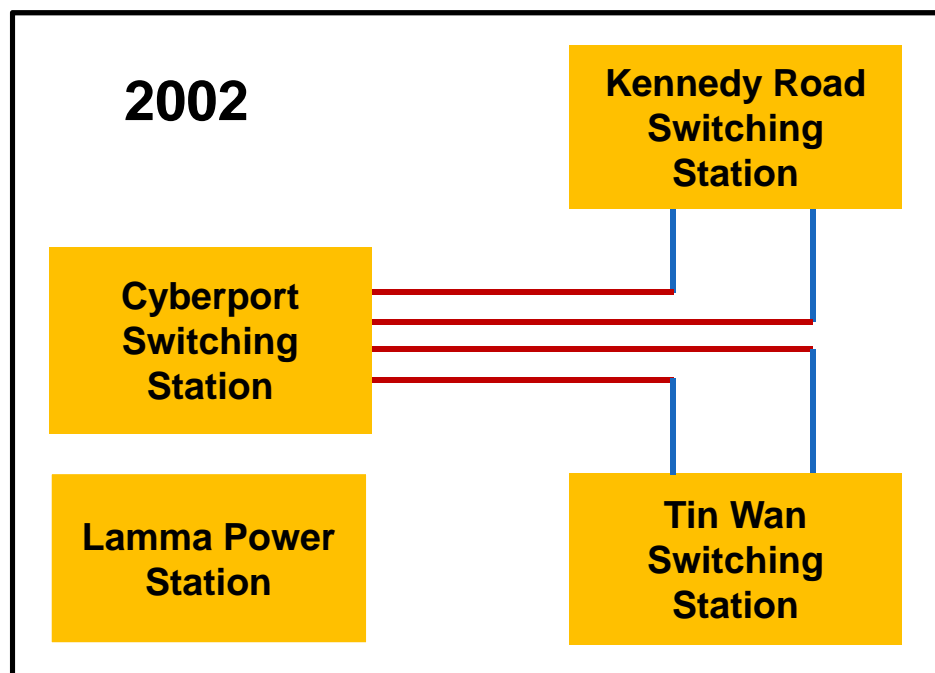 2002
Kennedy Road
Switching
Station
Cyberport
Switching
Station
Lamma Power
Station
Tin Wan
Switching
Station